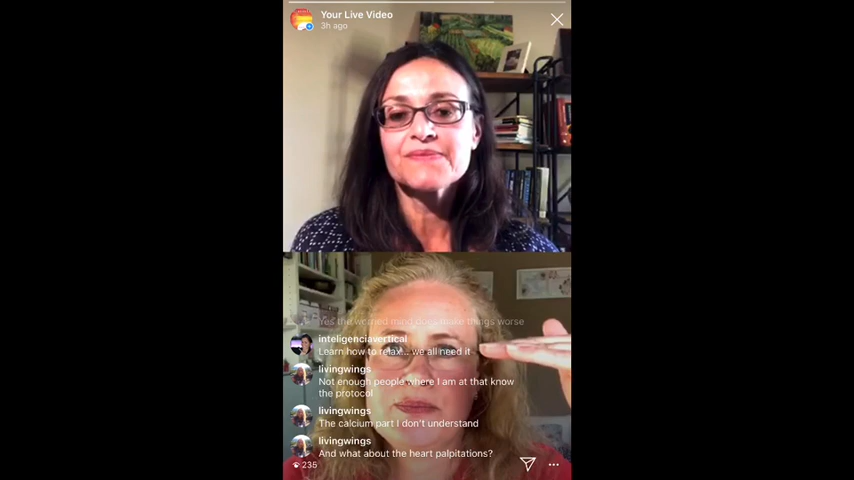 Your Live Video
3h ago
Yes the worried mind does make things worse
inteligenciavertical
Learn how to relax... we all need it
livingwings
Not enough people where I am at that know
the protocol
livingwings
The calcium part I don't understand
livingwings
And what about the heart palpitations?
235